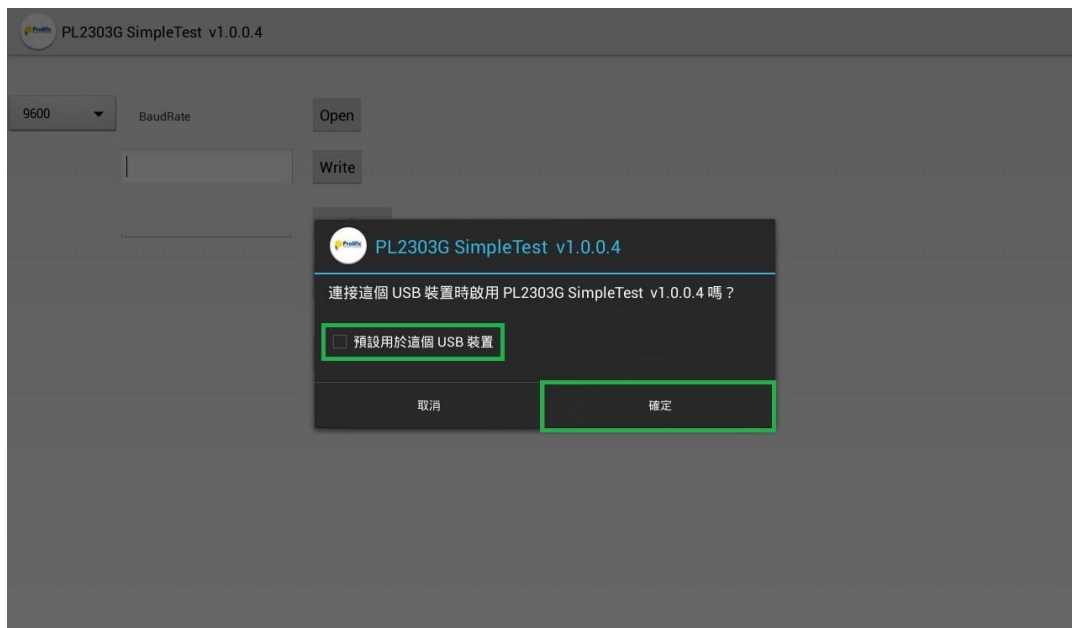 Prolific
PL2303G SimpleTest v1.0.0.4
9600
BaudRate
Open
Write
Prolific
PL2303G SimpleTest v1.0.0.4
連接這個 USB 裝置時啟用 PL2303G SimpleTest v1.0.0.4 嗎？
預設用於這個 USB 裝置
取消
確定